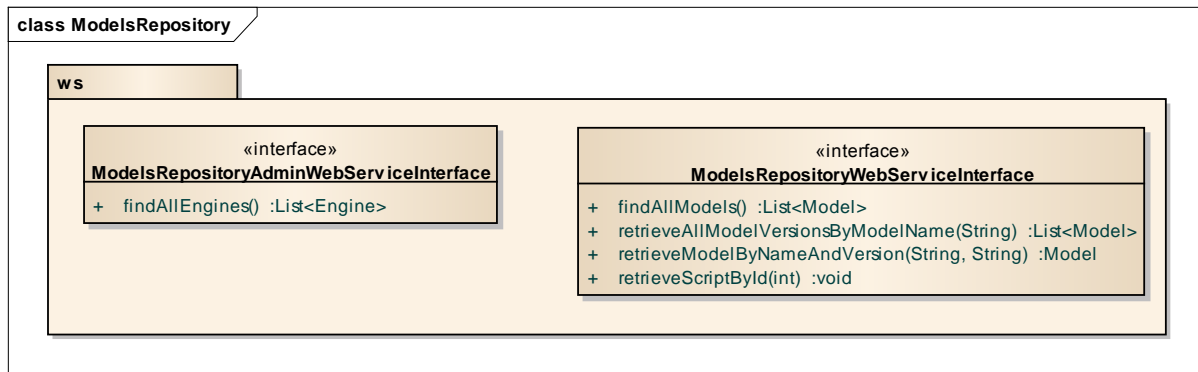 class ModelsRepository
ws
«interface»
ModelsRepositoryAdminWebServiceInterface
+ findAllEngines() :List<Engine>
«interface»
ModelsRepositoryWebServiceInterface
+ findAllModels() :List<Model>
+ retrieveAllModelVersionsByModelName(String) :List<Model>
+ retrieveModelByNameAndVersion(String, String) :Model
+ retrieveScriptById(int) :void